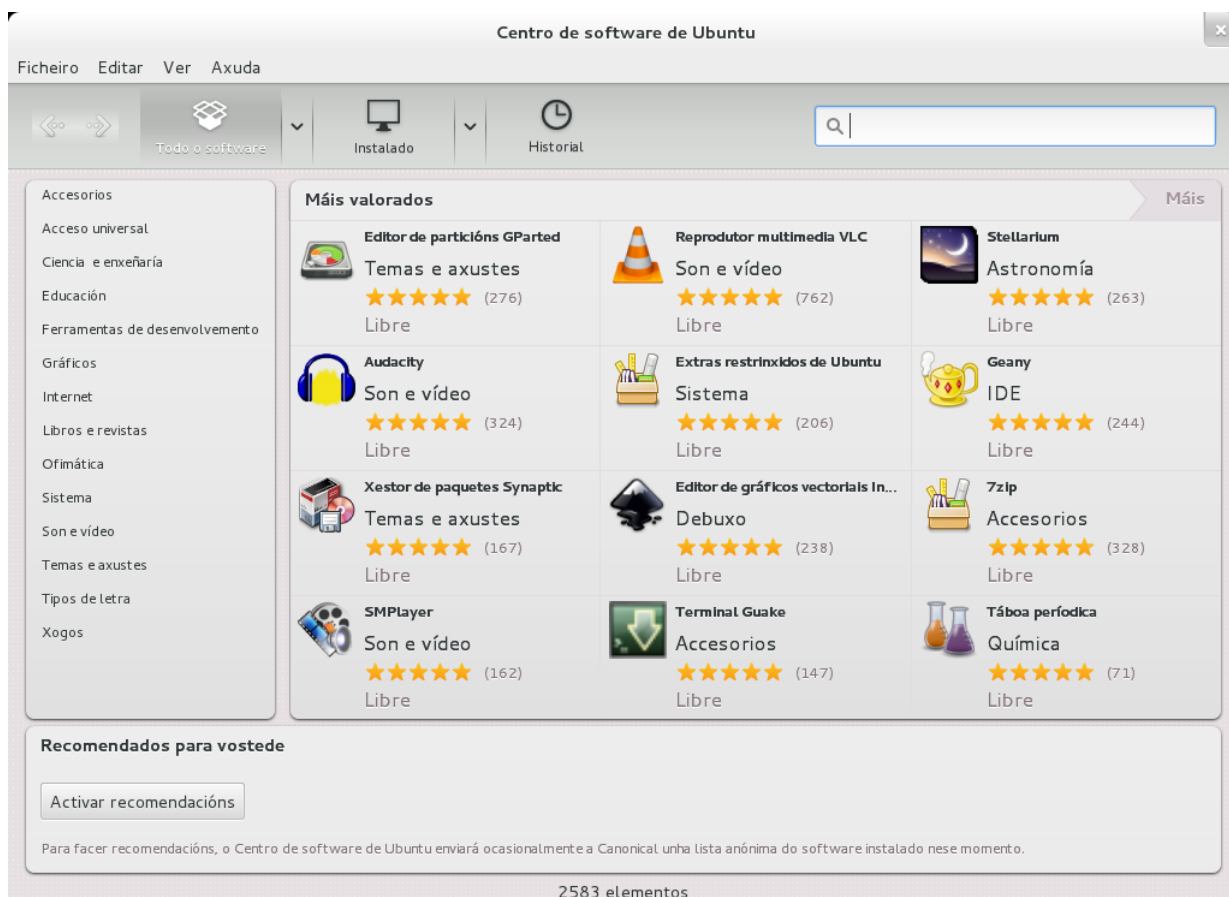 Centro de software de Ubuntu
Ficheiro Editar Ver Axuda
Todo o software
Instalado
Historial
Accesorios
Acceso universal
Ciencia e enxeñaría
Educación
Ferramentas de desenvolvemento
Gráficos
Internet
Libros e revistas
Ofimática
Sistema
Son e vídeo
Temas e axustes
Tipos de letra
Xogos
Máis valorados
Máis
Editor de particións GParted
Temas e axustes
(276)
Libre
Reprodutor multimedia VLC
Son e vídeo
(762)
Libre
Stellarium
Astronomía
(263)
Libre
Audacity
Son e vídeo
(324)
Libre
Extras restrinxidos de Ubuntu
Sistema
(206)
Libre
Geany
IDE
(244)
Libre
Xestor de paquetes Synaptic
Temas e axustes
(167)
Libre
Editor de gráficos vectoriais In...
Debuxo
(238)
Libre
7zip
Accesorios
(328)
Libre
SMPlayer
Son e vídeo
(162)
Libre
Terminal Guake
Accesorios
(147)
Libre
Táboa períodica
Química
(71)
Libre
Recomendados para vostede
Activar recomendacións
Para facer recomendacións, o Centro de software de Ubuntu enviará ocasionalmente a Canonical unha lista anónima do software instalado nese momento.
2583 elementos